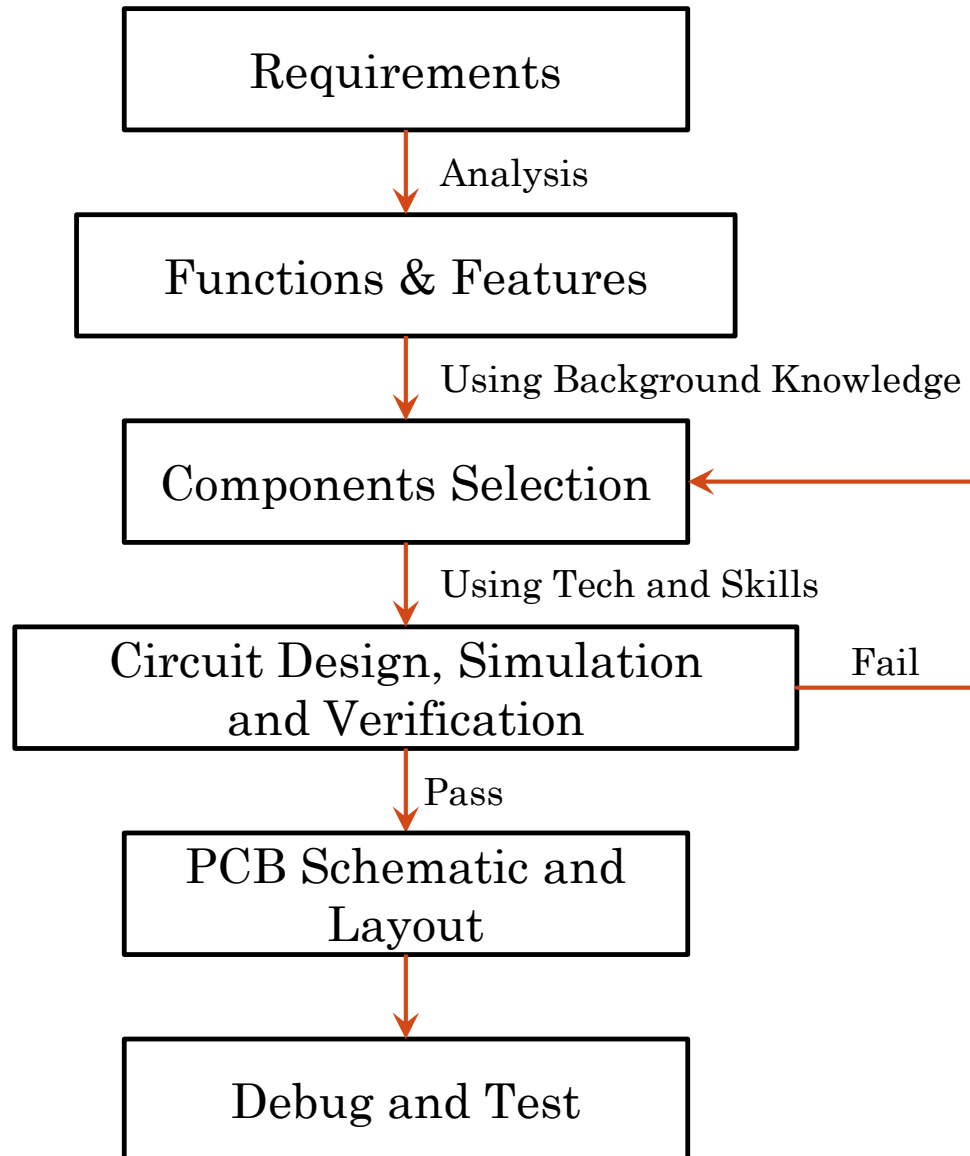 Requirements
Analysis
Functions & Features
Using Background Knowledge
Components Selection
Using Tech and Skills
Circuit Design, Simulation
and Verification
Fail
Pass
PCB Schematic and
Layout
Debug and Test